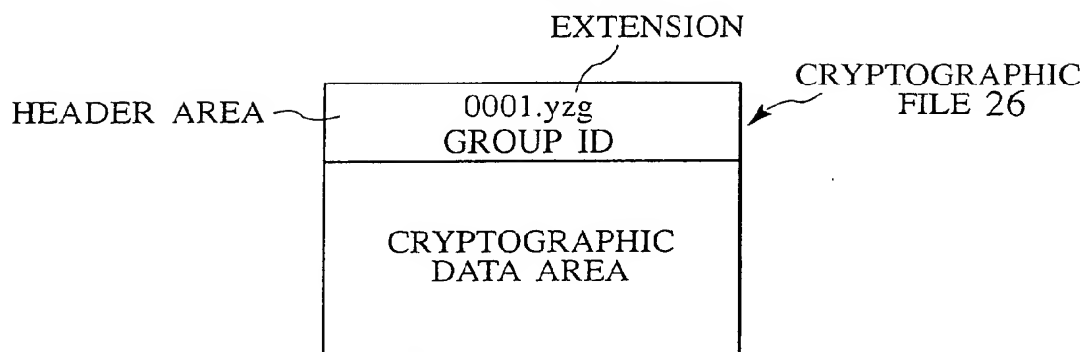 EXTENSION
CRYPTOGRAPHIC
FILE 26
HEADER AREA
0001.yzg
GROUP ID
CRYPTOGRAPHIC
DATA AREA